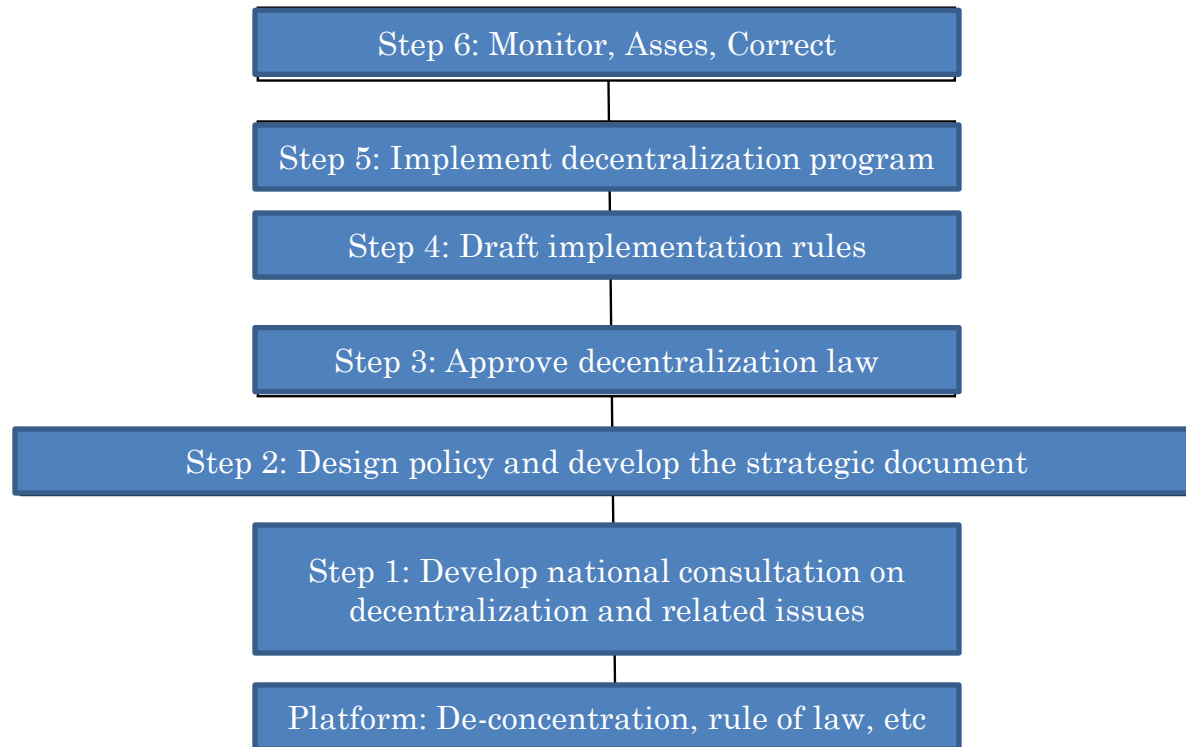 Step 6: Monitor, Asses, Correct
Step 5: Implement decentralization program
Step 4: Draft implementation rules
Step 3: Approve decentralization law
Step 2: Design policy and develop the strategic document
Step 1: Develop national consultation on
decentralization and related issues
Platform: De-concentration, rule of law, etc